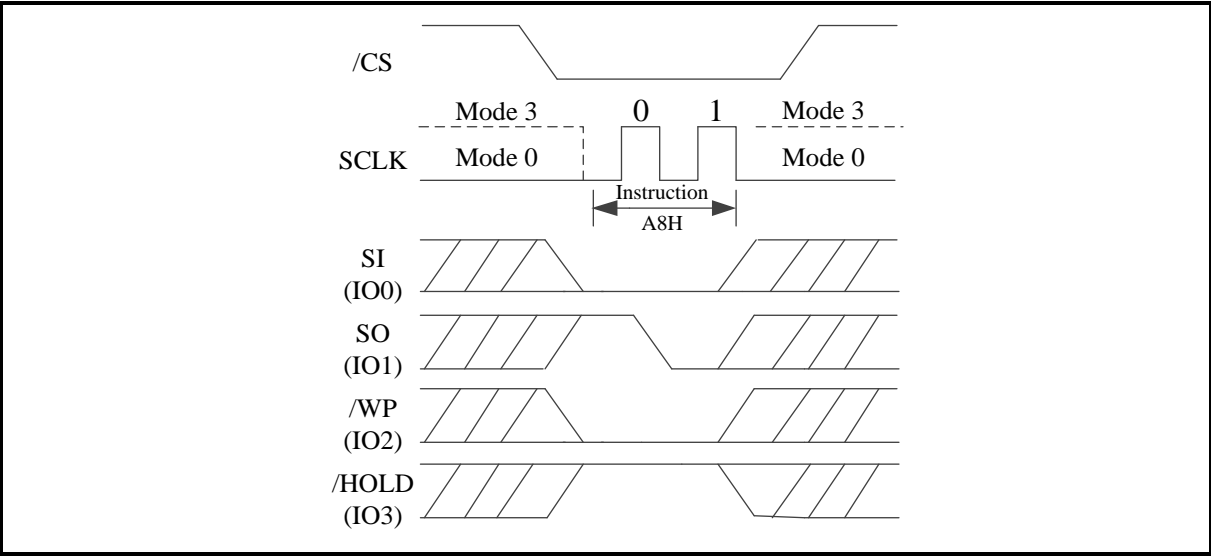 /CS
Mode 3 0 1 Mode 3
SCLK Mode 0 Mode 0
Instruction
A8H
SI
(IO0)
SO
(IO1)
/WP
(IO2)
/HOLD
(IO3)